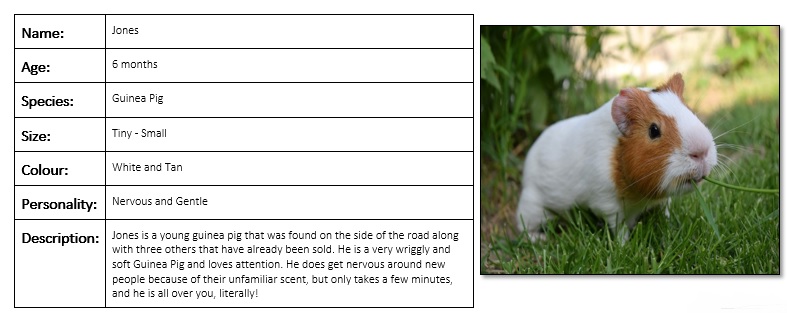 Name: Jones
Age: 6 months
Species: Guinea Pig
Size: Tiny - Small
Colour: White and Tan
Personality: Nervous and Gentle
Description: Jones is a young guinea pig that was found on the side of the road along
with three others that have already been sold. He is a very wriggly and
soft Guinea Pig and loves attention. He does get nervous around new
people because of their unfamiliar scent, but only takes a few minutes,
and he is all over you, literally!